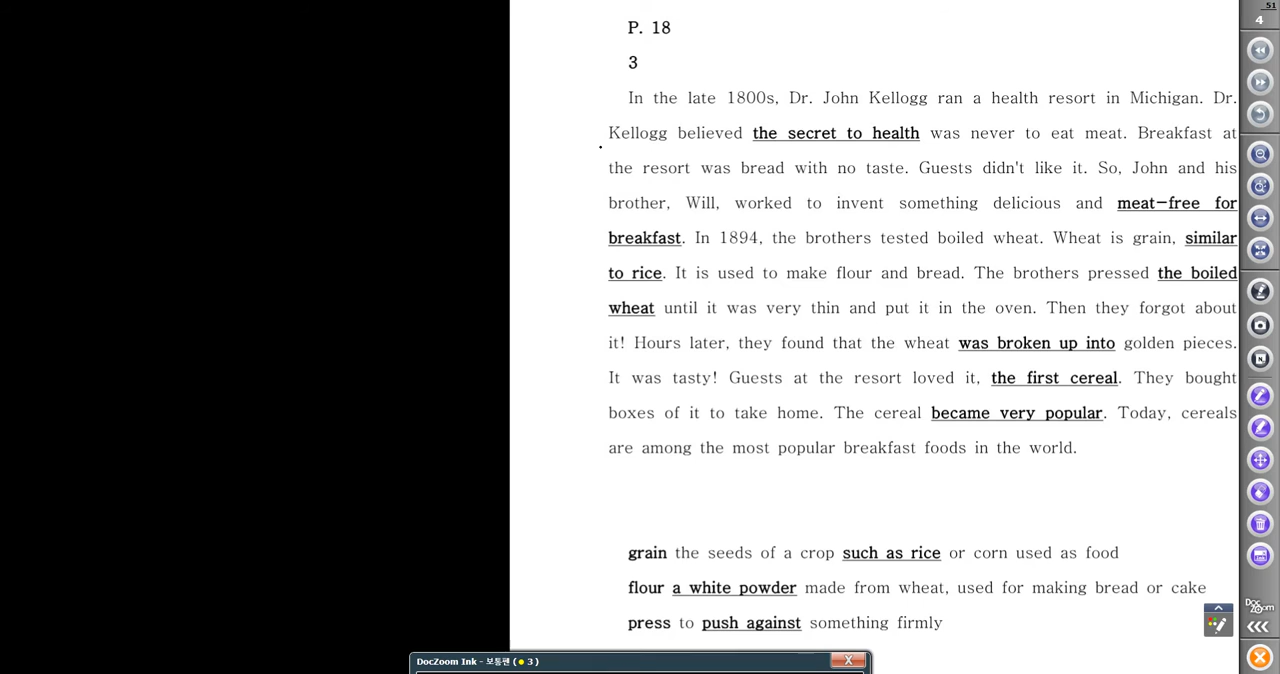 51
4
P. 18
3
In the late 1800s, Dr. John Kellogg ran a health resort in Michigan. Dr.
Kellogg believed the secret to health was never to eat meat. Breakfast at
the resort was bread with no taste. Guests didn't like it. So, John and his
brother, Will, worked to invent something delicious and meat-free for
breakfast. In 1894, the brothers tested boiled wheat. Wheat is grain, similar
to rice. It is used to make flour and bread. The brothers pressed the boiled
wheat until it was very thin and put it in the oven. Then they forgot about
it! Hours later, they found that the wheat was broken up into golden pieces.
It was tasty! Guests at the resort loved it, the first cereal. They bought
boxes of it to take home. The cereal became very popular. Today, cereals
are among the most popular breakfast foods in the world.
grain the seeds of a crop such as rice or corn used as food
flour a white powder made from wheat, used for making bread or cake
press to push against something firmly
Doc
Zoom
DocZoom Ink - 보통펜 ( 3 )